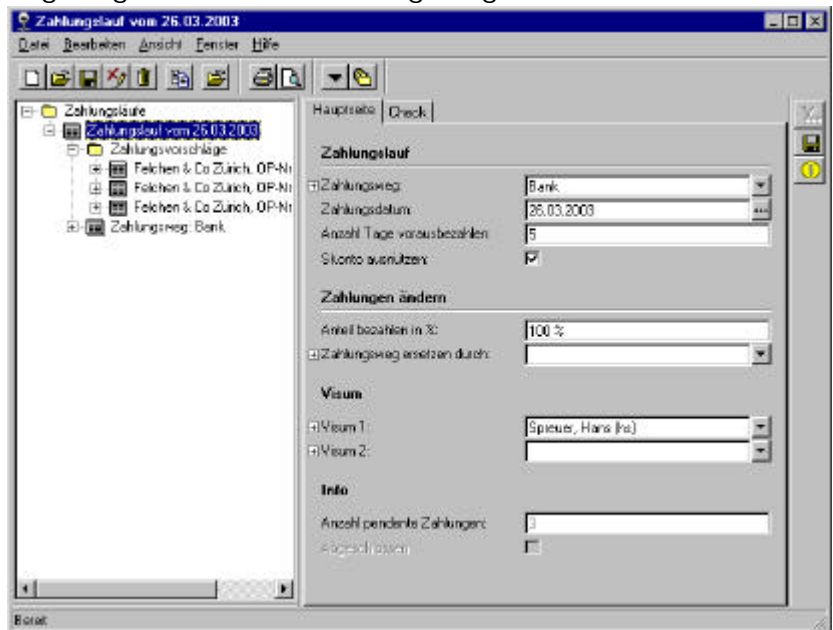 Zahlungslauf vom 26.03.2003
Datei Bearbeiten Ansicht Fenster Hilfe
Zahlungsläufe
Zahlungslauf vom 26.03.2003
Zahlungsvorschläge
Felchen & Co Zürich, OP-Nr
Felchen & Co Zürich, OP-Nr
Felchen & Co Zürich, OP-Nr
Zahlungsweg: Bank
Hauptseite Check
Zahlungslauf
Zahlungsweg: Bank
Zahlungsdatum: 26.03.2003
Anzahl Tage vorausbezahlen: 5
Skonto ausnützen:
Zahlungen ändern
Anteil bezahlen in %: 100 %
Zahlungsweg ersetzen durch:
Visum
Visum 1: Spreuer, Hans (hs)
Visum 2:
Info
Anzahl pendente Zahlungen: 3
Abgeschlossen
Bereit